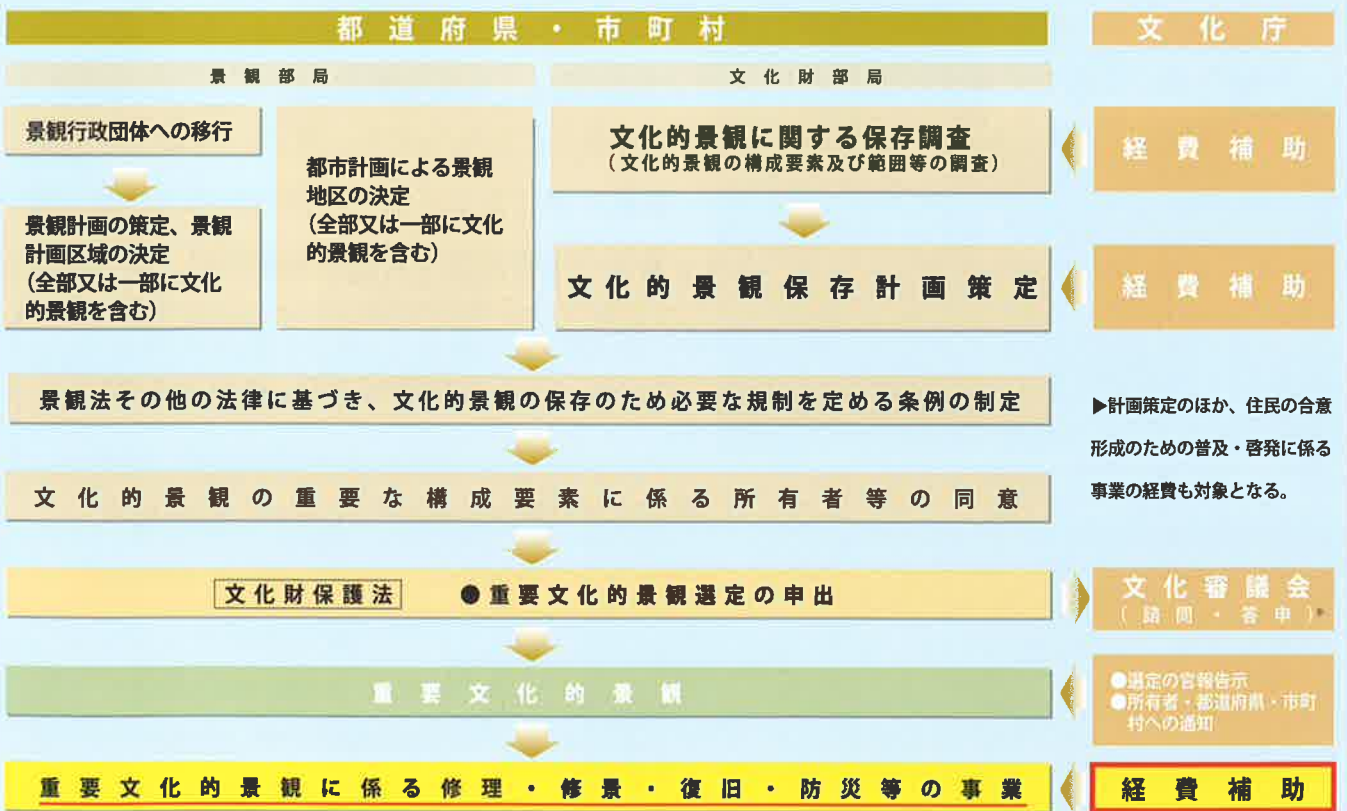 都道府県・市町村
文化庁
景観部局
文化財部局
景観行政団体への移行
景観計画の策定、景観
計画区域の決定
(全部又は一部に文化
的景観を含む)
都市計画による景観
地区の決定
(全部又は一部に文化
的景観を含む)
文化的景観に関する保存調査
(文化的景観の構成要素及び範囲等の調査)
経費補助
文化的景観保存計画策定
経費補助
景観法その他の法律に基づき、文化的景観の保存のため必要な規制を定める条例の制定
▶計画策定のほか、住民の合意
形成のための普及・啓発に係る
事業の経費も対象となる。
文化的景観の重要な構成要素に係る所有者等の同意
文化財保護法 ●重要文化的景観選定の申出
文化審議会
(諮問・答申)*
重要文化的景観
●選定の官報告示
●所有者・都道府県・市町
村への通知
重要文化的景観に係る修理・修景・復旧・防災等の事業
経費補助